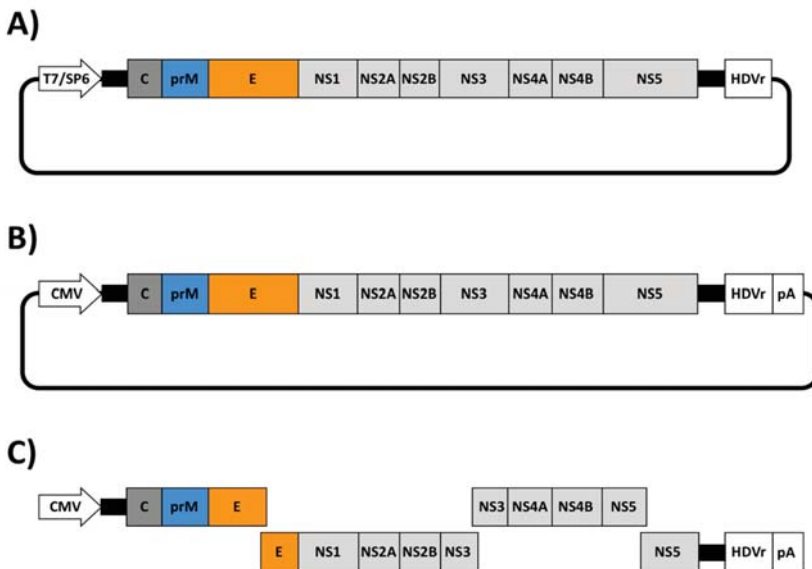 A)
T7/SP6 C prM E NS1 NS2A NS2B NS3 NS4A NS4B NS5 HDVr
B)
CMV C prM E NS1 NS2A NS2B NS3 NS4A NS4B NS5 HDVr pA
C)
CMV C prM E NS3 NS4A NS4B NS5
E NS1 NS2A NS2B NS3 NS5 HDVr pA